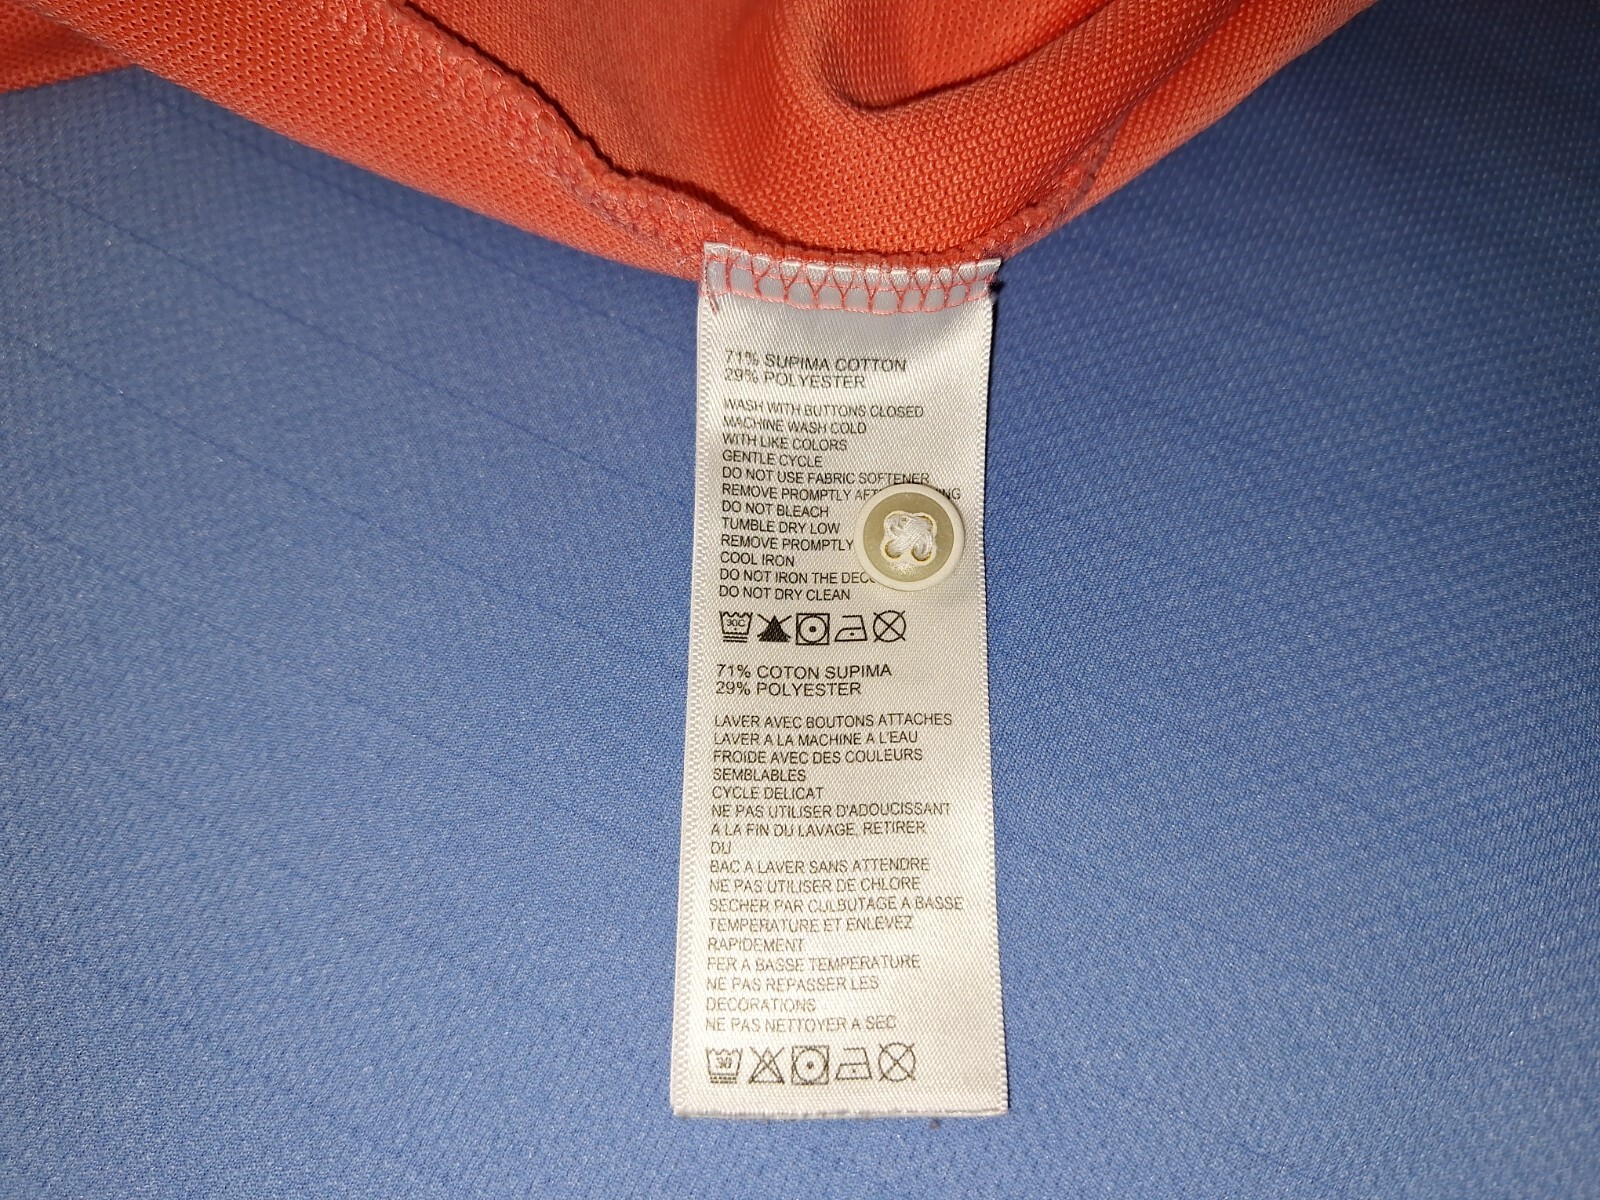 71% SUPIMA COTTON
29% POLYESTER
WASH WITH BUTTONS CLOSED
MACHINE WASH COLD
WITH LIKE COLORS
GENTLE CYCLE
DO NOT USE FABRIC SOFTENER
REMOVE PROMPTLY
DO NOT BLEACH
TUMBLE DRY LOW
REMOVE PROMPTLY
COOL IRON
DO NOT IRON THE
DO NOT DRY CLEAN
30C
71% COTON SUPIMA
29% POLYESTER
LAVER AVEC BOUTONS ATTACHES
LAVER A LA MACHINE A L'EAU
FROIDE AVEC DES COULEURS
SEMBLABLES
CYCLE DELICAT
NE PAS UTILISER D'ADOUCISSANT
A LA FIN DU LAVAGE, RETIRER
DU
BAC A LAVER SANS ATTENDRE
NE PAS UTILISER DE CHLORE
SECHER PAR CULBUTAGE A BASSE
TEMPERATURE ET ENLEVEZ
RAPIDEMENT
FER A BASSE TEMPERATURE
NE PAS REPASSER LES
DECORATIONS
NE PAS NETTOYER A SEC
30°